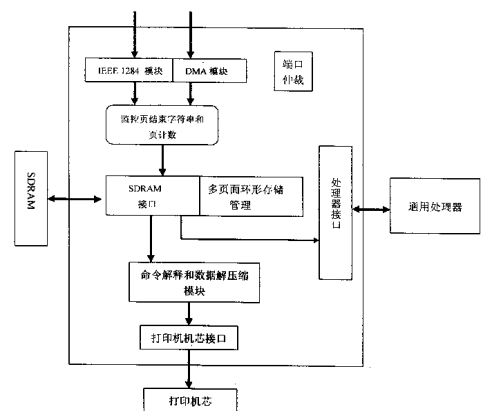 IEEE 1284 模块
DMA 模块
端口
仲裁
监控页结束字符串和
页计数
SDRAM
SDRAM
接口
多页面环形存储
管理
处理器接口
通用处理器
命令解释和数据解压缩
模块
打印机机芯接口
打印机芯